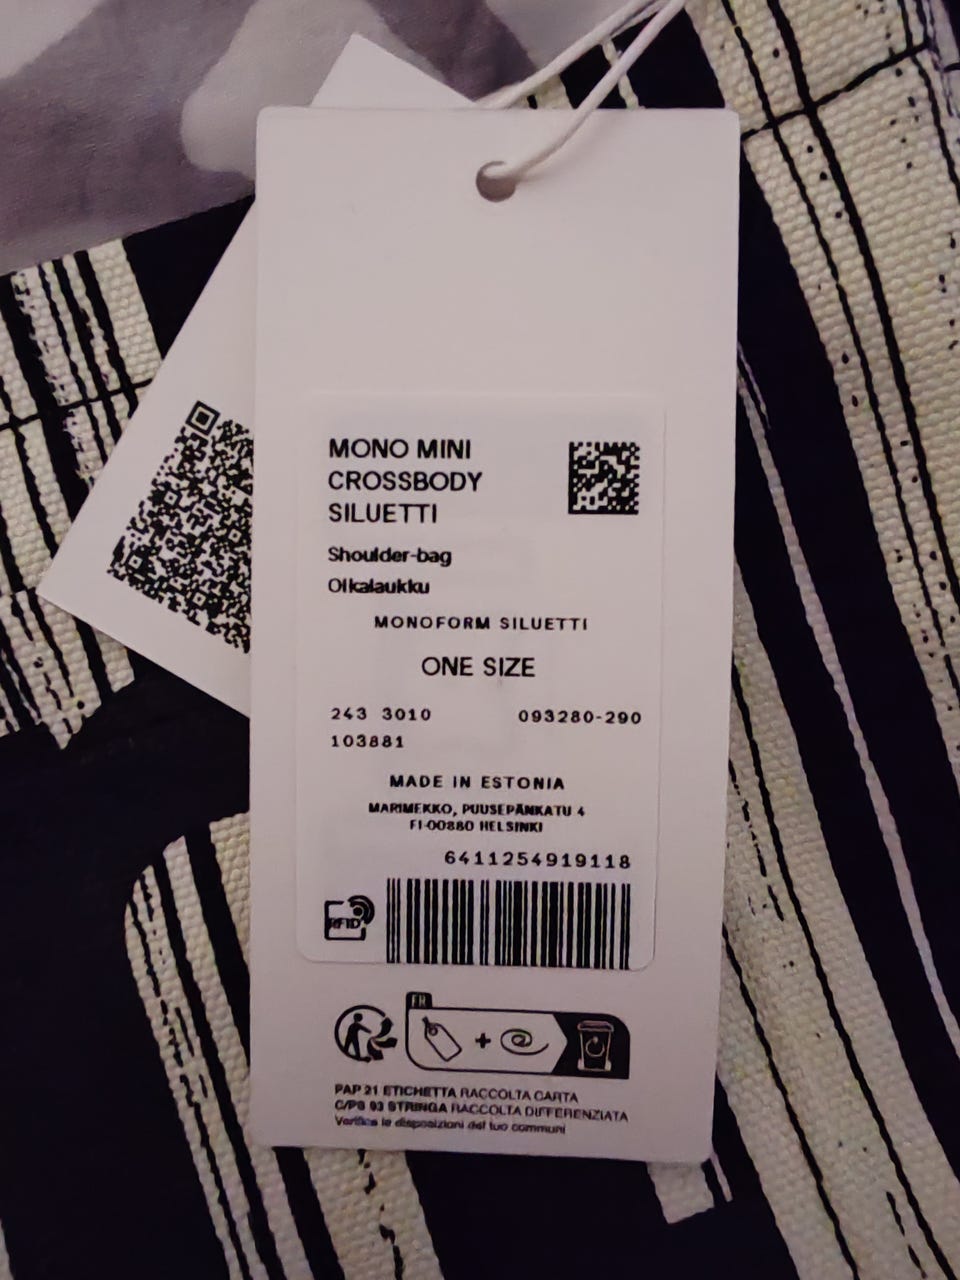 MONO MINI
CROSSBODY
SILUETTI
Shoulder-bag
Olkalaukku
MONOFORM SILUETTI
ONE SIZE
243 3010 093280-290
103881
MADE IN ESTONIA
MARIMEKKO, PUUSEPÄNKATU 4
FI-00880 HELSINKI
6411254919118
RFID
FR
PAP 21 ETICHETTA RACCOLTA CARTA
C/PS 93 STRINGA RACCOLTA DIFFERENZIATA
Verifica le disposizioni del tuo comuni